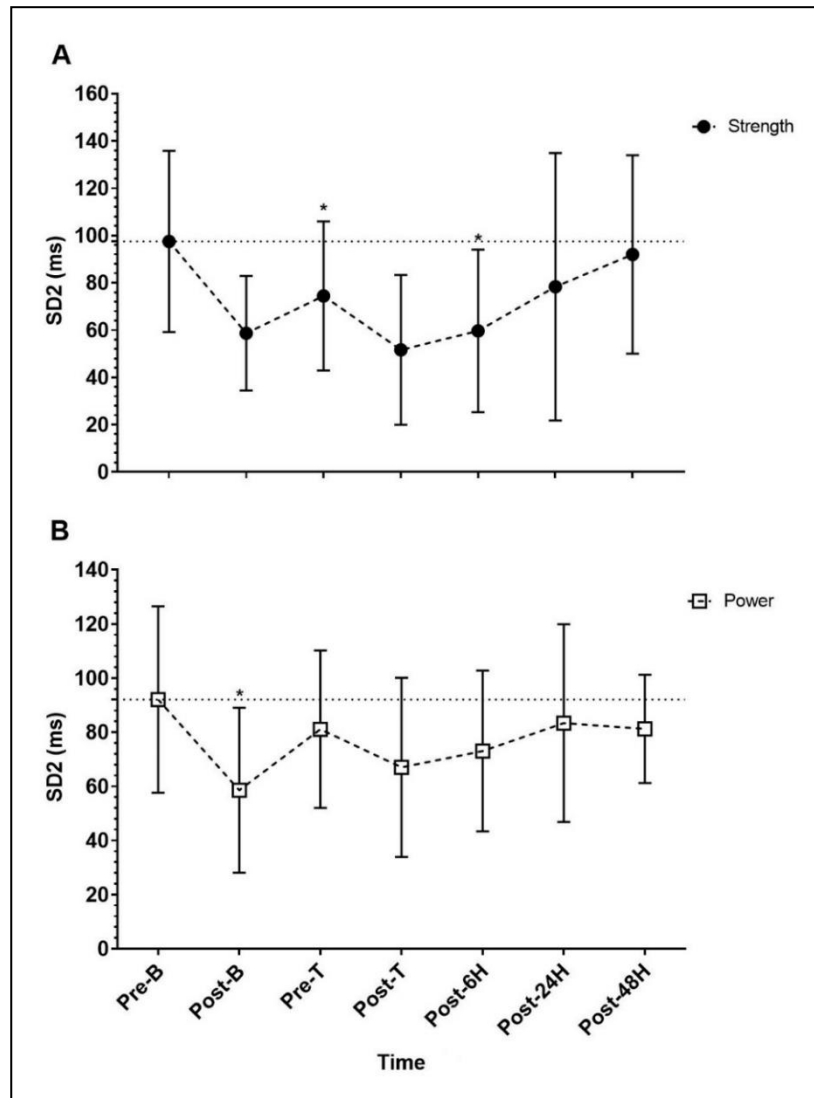 A
160
140
120
100
80
60
40
20
0
SD2 (ms)
*
*
Strength
B
140
120
100
80
60
40
20
0
SD2 (ms)
*
Power
Pre-B
Post-B
Pre-T
Post-T
Post-6H
Post-24H
Post-48H
Time